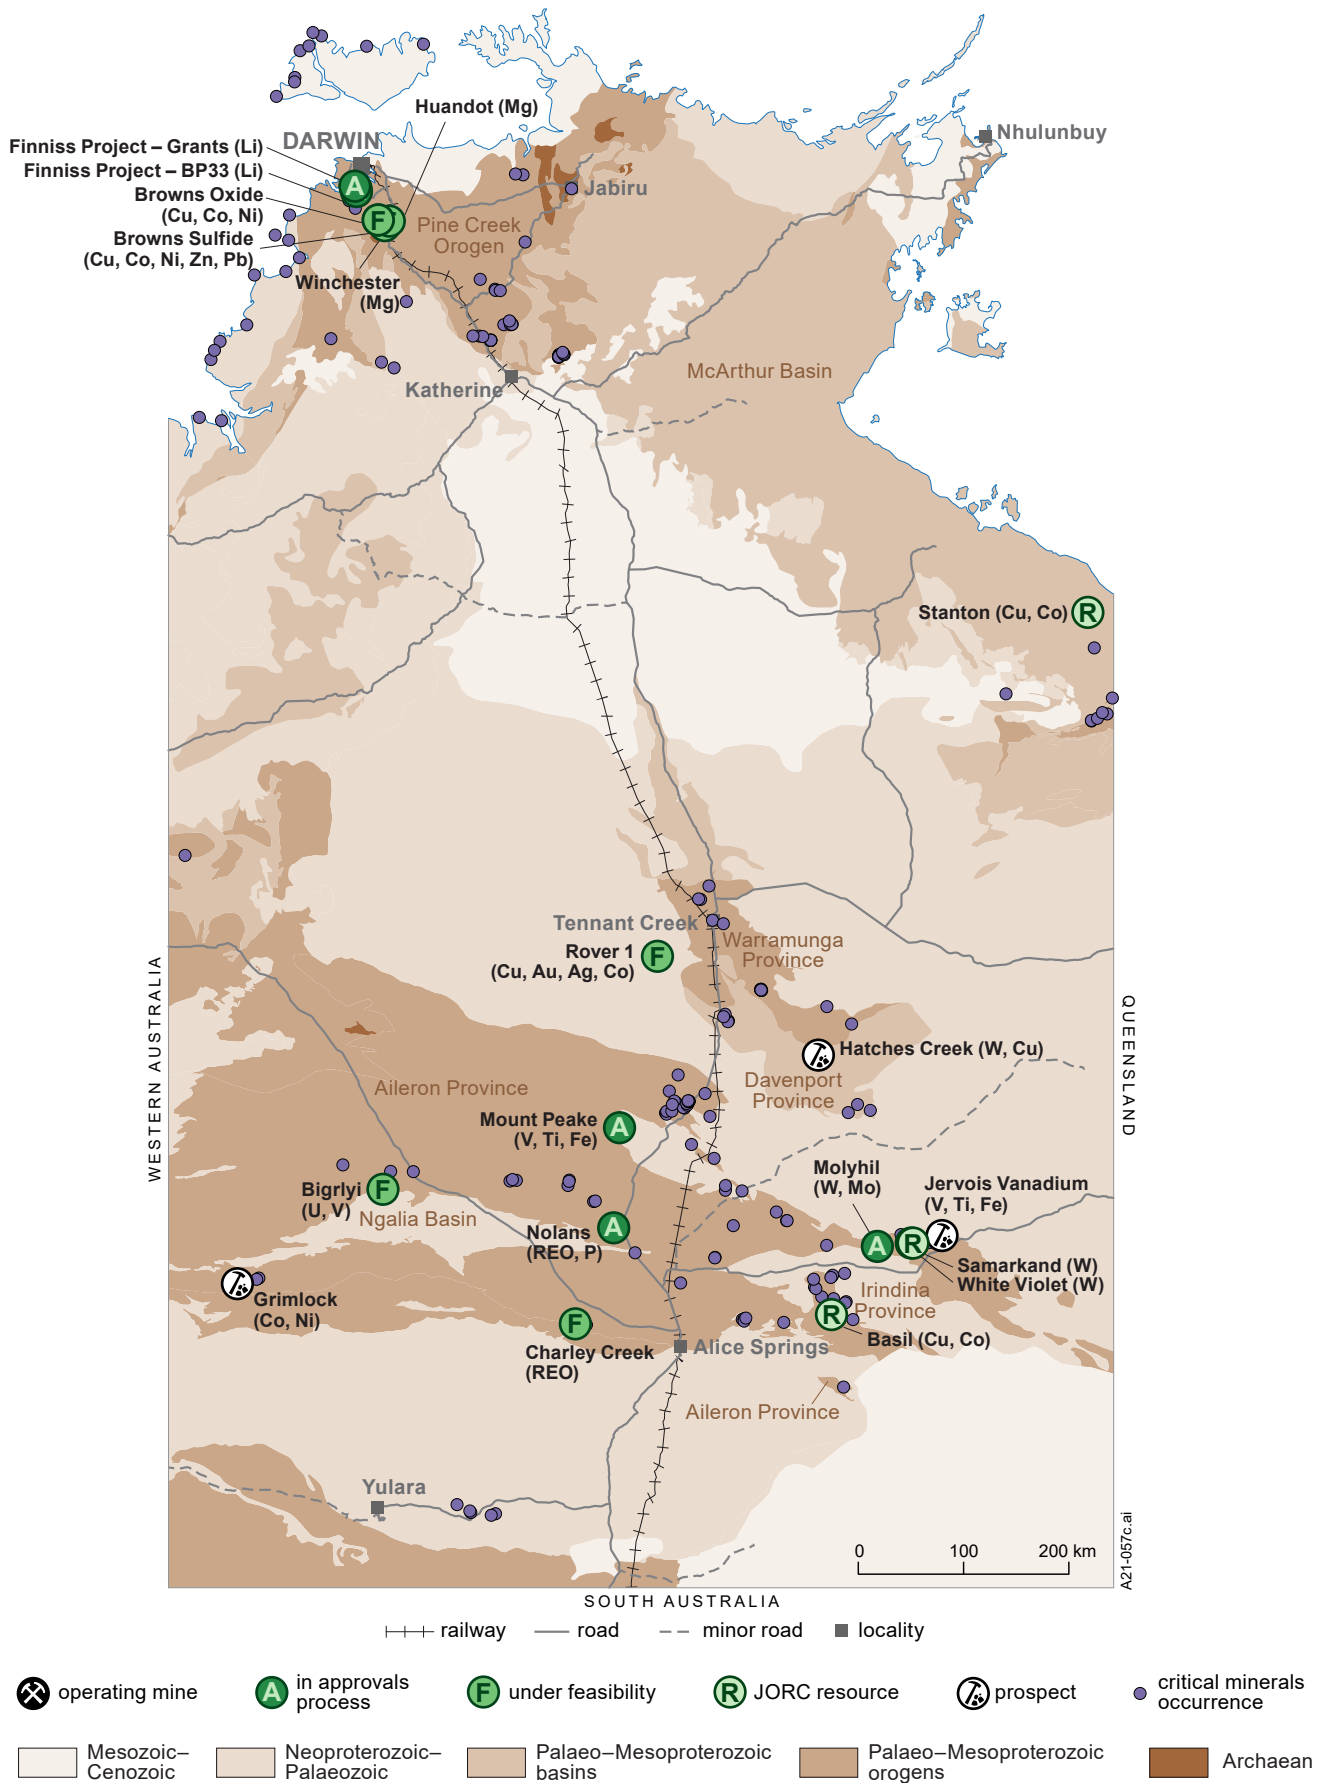 Huandot (Mg)
DARWIN
Nhulunbuy
Finniss Project – Grants (Li)
Finniss Project – BP33 (Li)
A
Jabiru
Browns Oxide
(Cu, Co, Ni)
F
Pine Creek
Orogen
Browns Sulfide
(Cu, Co, Ni, Zn, Pb)
Winchester
(Mg)
McArthur Basin
Katherine
Stanton (Cu, Co)
R
Tennant Creek
Rover 1
(Cu, Au, Ag, Co)
F
Warramunga
Province
WESTERN AUSTRALIA
QUEENSLAND
Hatches Creek (W, Cu)
Davenport
Province
Aileron Province
Mount Peake
(V, Ti, Fe)
A
Molyhil
(W, Mo)
Jervois Vanadium
(V, Ti, Fe)
Bigrlyi
(U, V)
F
Ngalia Basin
Nolans
(REO, P)
A
A
R
Samarkand (W)
White Violet (W)
Grimlock
(Co, Ni)
Irindina
Province
R
Basil (Cu, Co)
F
Charley Creek
(REO)
Alice Springs
Aileron Province
Yulara
0 100 200 km
A21-057c.ai
SOUTH AUSTRALIA
railway road minor road locality
operating mine
A in approvals
process
F under feasibility
R JORC resource
prospect
critical minerals
occurrence
Mesozoic–
Cenozoic
Neoproterozoic–
Palaeozoic
Palaeo–Mesoproterozoic
basins
Palaeo–Mesoproterozoic
orogens
Archaean